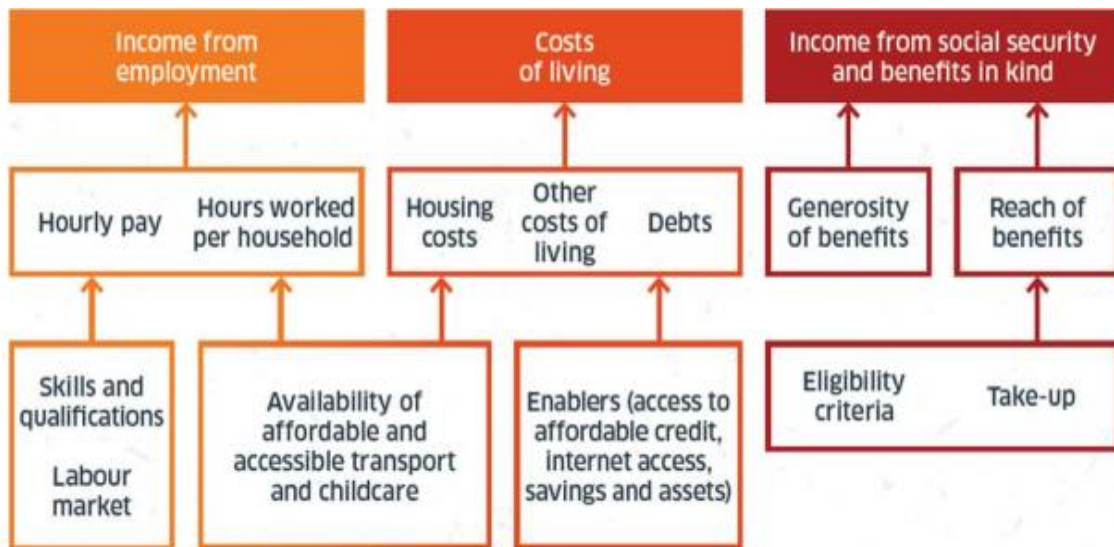 Income from
employment
Costs
of living
Income from social security
and benefits in kind
Hourly pay
Hours worked
per household
Housing
costs
Other
costs of
living
Debts
Generosity
of benefits
Reach of
benefits
Skills and
qualifications
Labour
market
Availability of
affordable and
accessible transport
and childcare
Enablers (access to
affordable credit,
internet access,
savings and assets)
Eligibility
criteria
Take-up